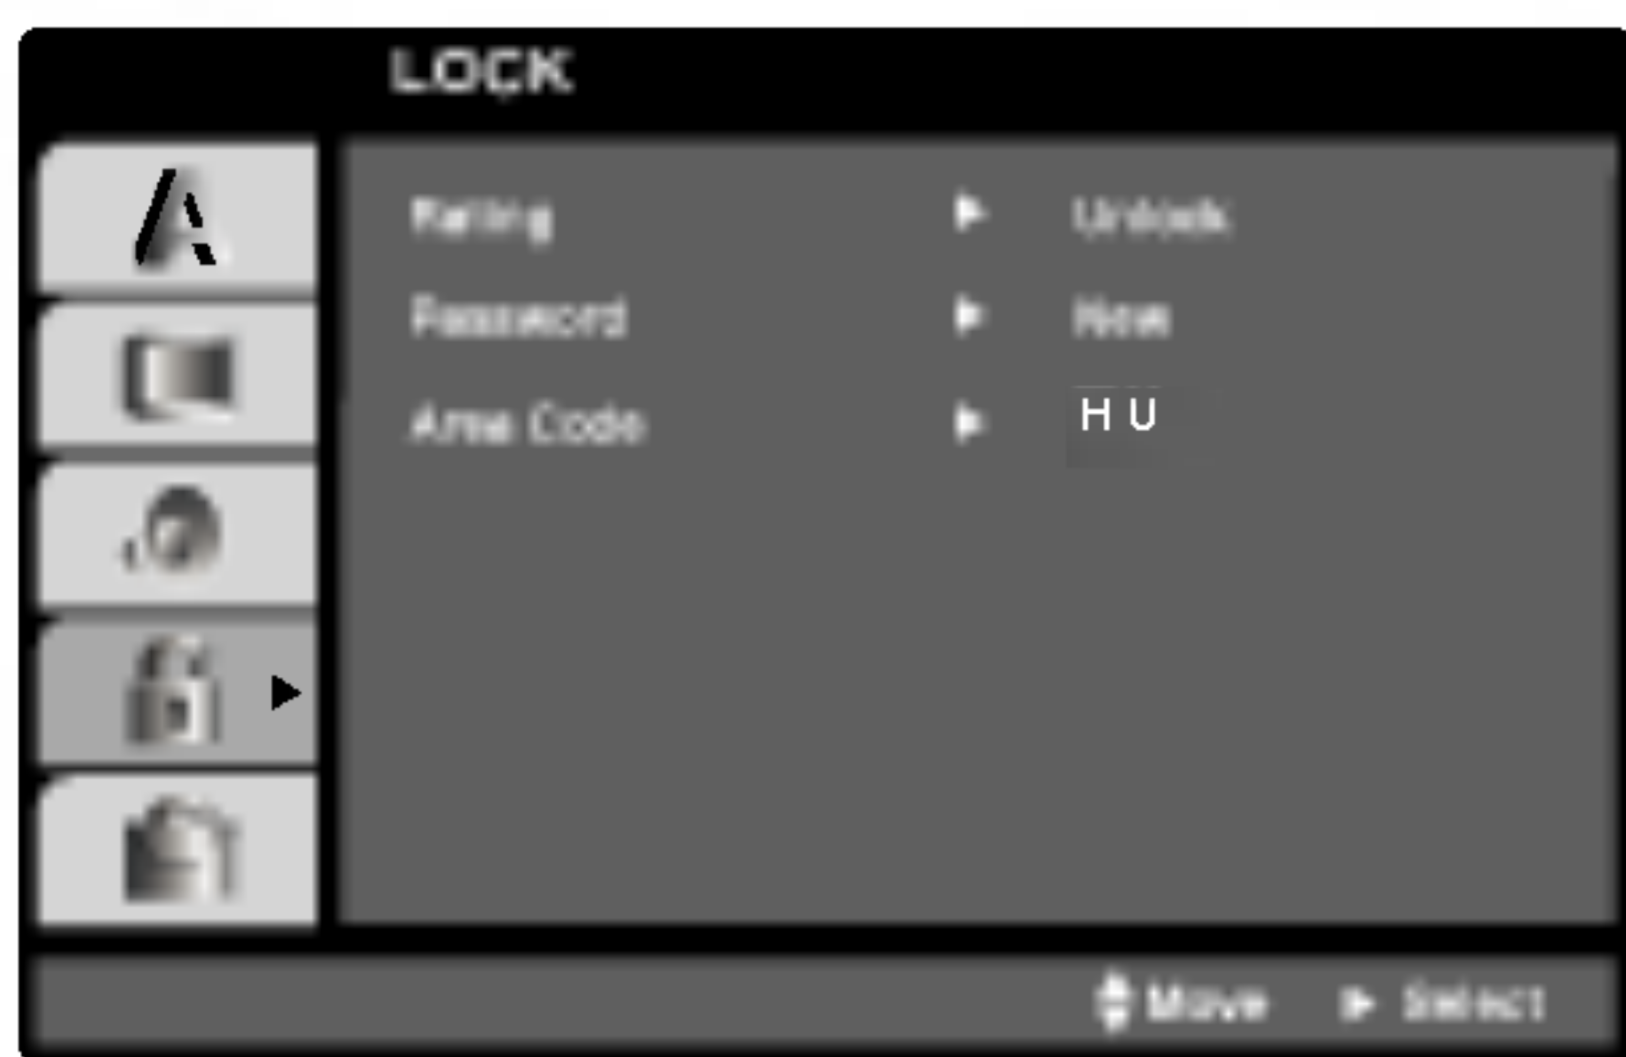 LOCK
Rating ▶ Unlock
Password ▶ New
Area Code ▶ H U
Move ▶ Select